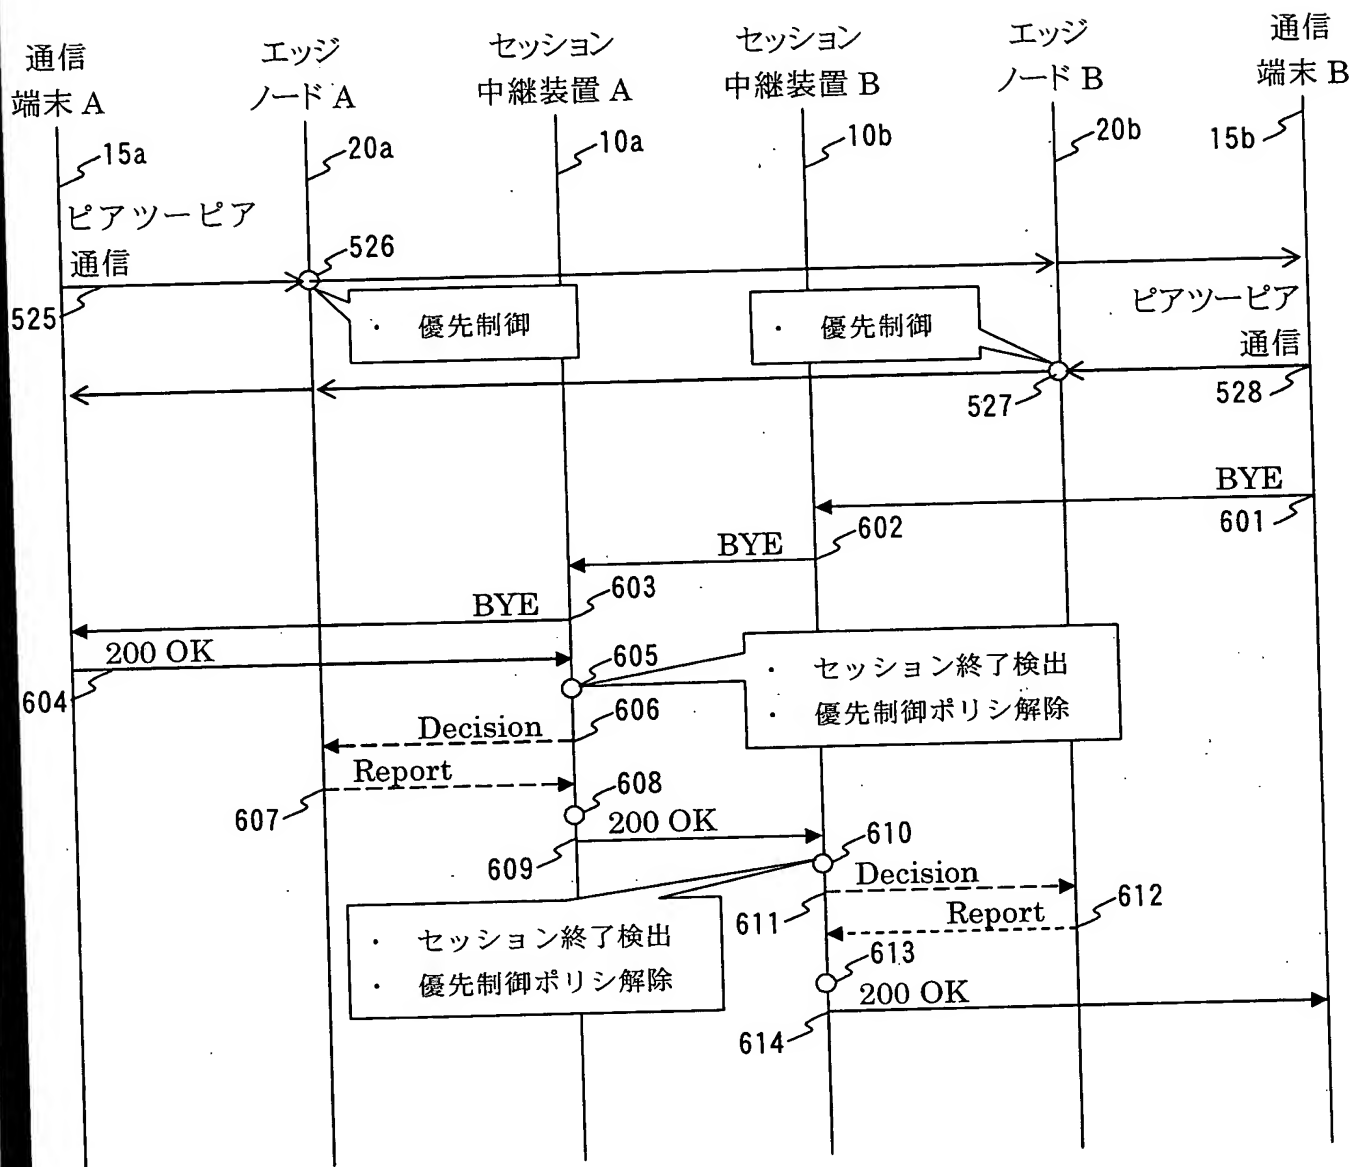 通信
端末 A
エッジ
ノード A
セッション
中継装置 A
セッション
中継装置 B
エッジ
ノード B
通信
端末 B
15a
20a
10a
10b
20b
15b
ピアツーピア
通信
526
525
・ 優先制御
・ 優先制御
ピアツーピア
通信
527
528
BYE
601
BYE
602
BYE
603
200 OK
604
605
・ セッション終了検出
・ 優先制御ポリシ解除
Decision
606
Report
607
608
200 OK
609
610
Decision
611
Report
612
・ セッション終了検出
・ 優先制御ポリシ解除
613
200 OK
614